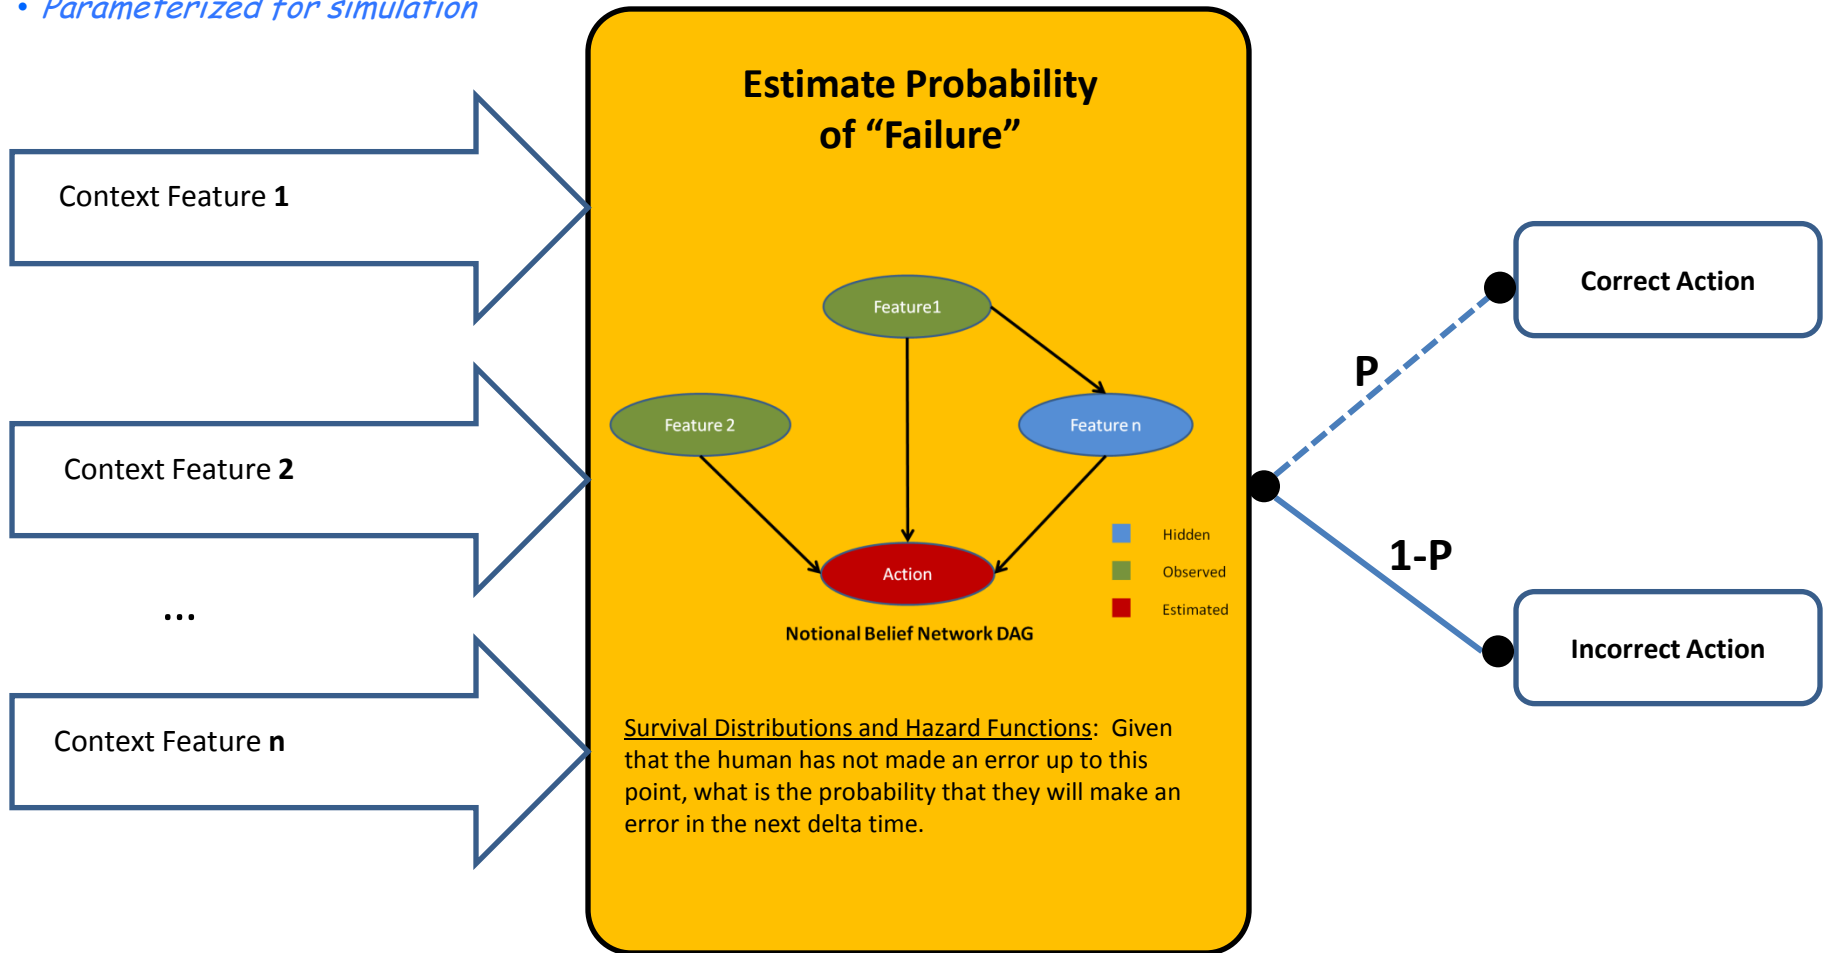 • Parameterized for simulation
Estimate Probability
of “Failure”
Context Feature 1
Context Feature 2
...
Context Feature n
Feature1
Feature 2
Feature n
Action
Hidden
Observed
Estimated
Notional Belief Network DAG
Survival Distributions and Hazard Functions: Given
that the human has not made an error up to this
point, what is the probability that they will make an
error in the next delta time.
P
1-P
Correct Action
Incorrect Action